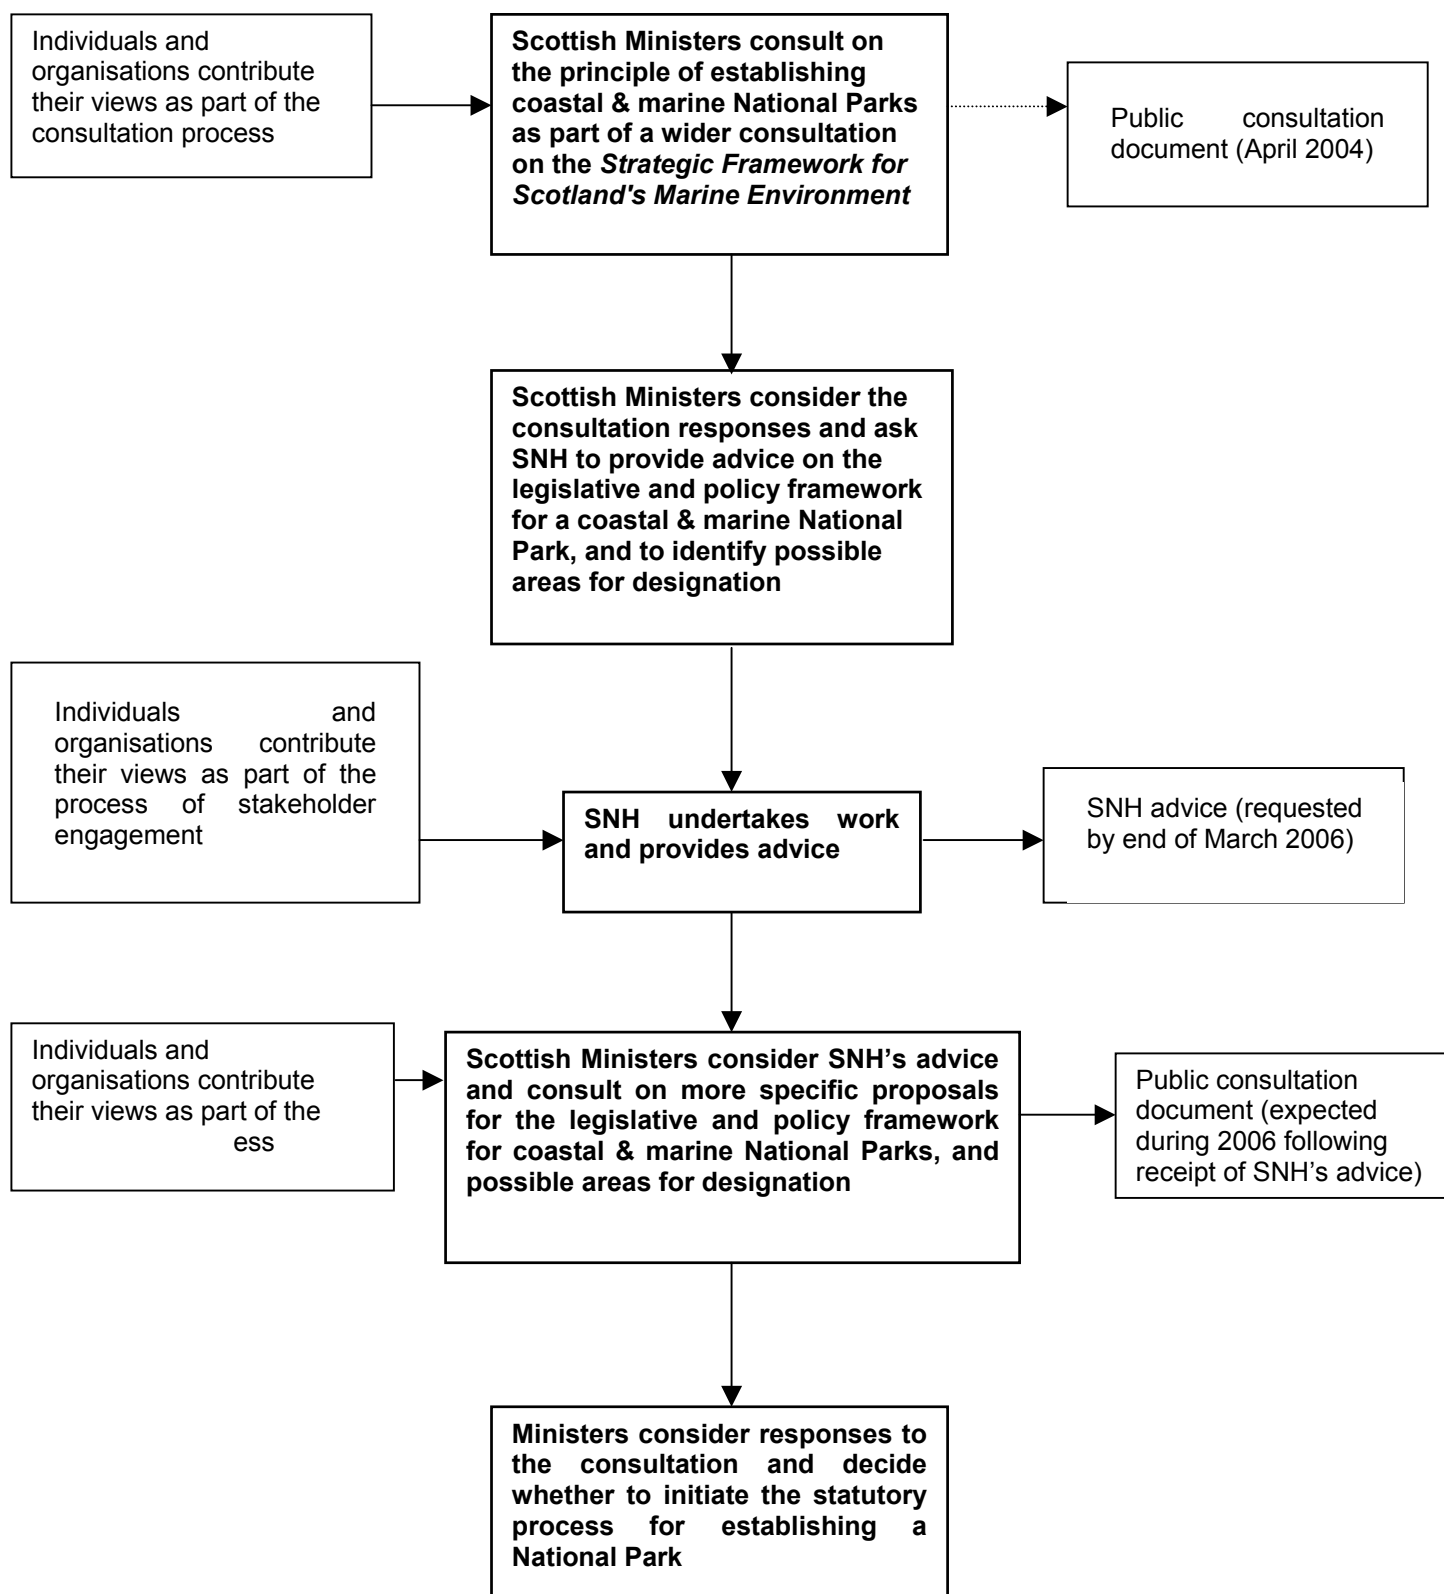 Individuals and
organisations contribute
their views as part of the
consultation process
Scottish Ministers consult on
the principle of establishing
coastal & marine National Parks
as part of a wider consultation
on the Strategic Framework for
Scotland's Marine Environment
Public consultation
document (April 2004)
Scottish Ministers consider the
consultation responses and ask
SNH to provide advice on the
legislative and policy framework
for a coastal & marine National
Park, and to identify possible
areas for designation
Individuals and
organisations contribute
their views as part of the
process of stakeholder
engagement
SNH undertakes work
and provides advice
SNH advice (requested
by end of March 2006)
Individuals and
organisations contribute
their views as part of the
ess
Scottish Ministers consider SNH’s advice
and consult on more specific proposals
for the legislative and policy framework
for coastal & marine National Parks, and
possible areas for designation
Public consultation
document (expected
during 2006 following
receipt of SNH’s advice)
Ministers consider responses to
the consultation and decide
whether to initiate the statutory
process for establishing a
National Park